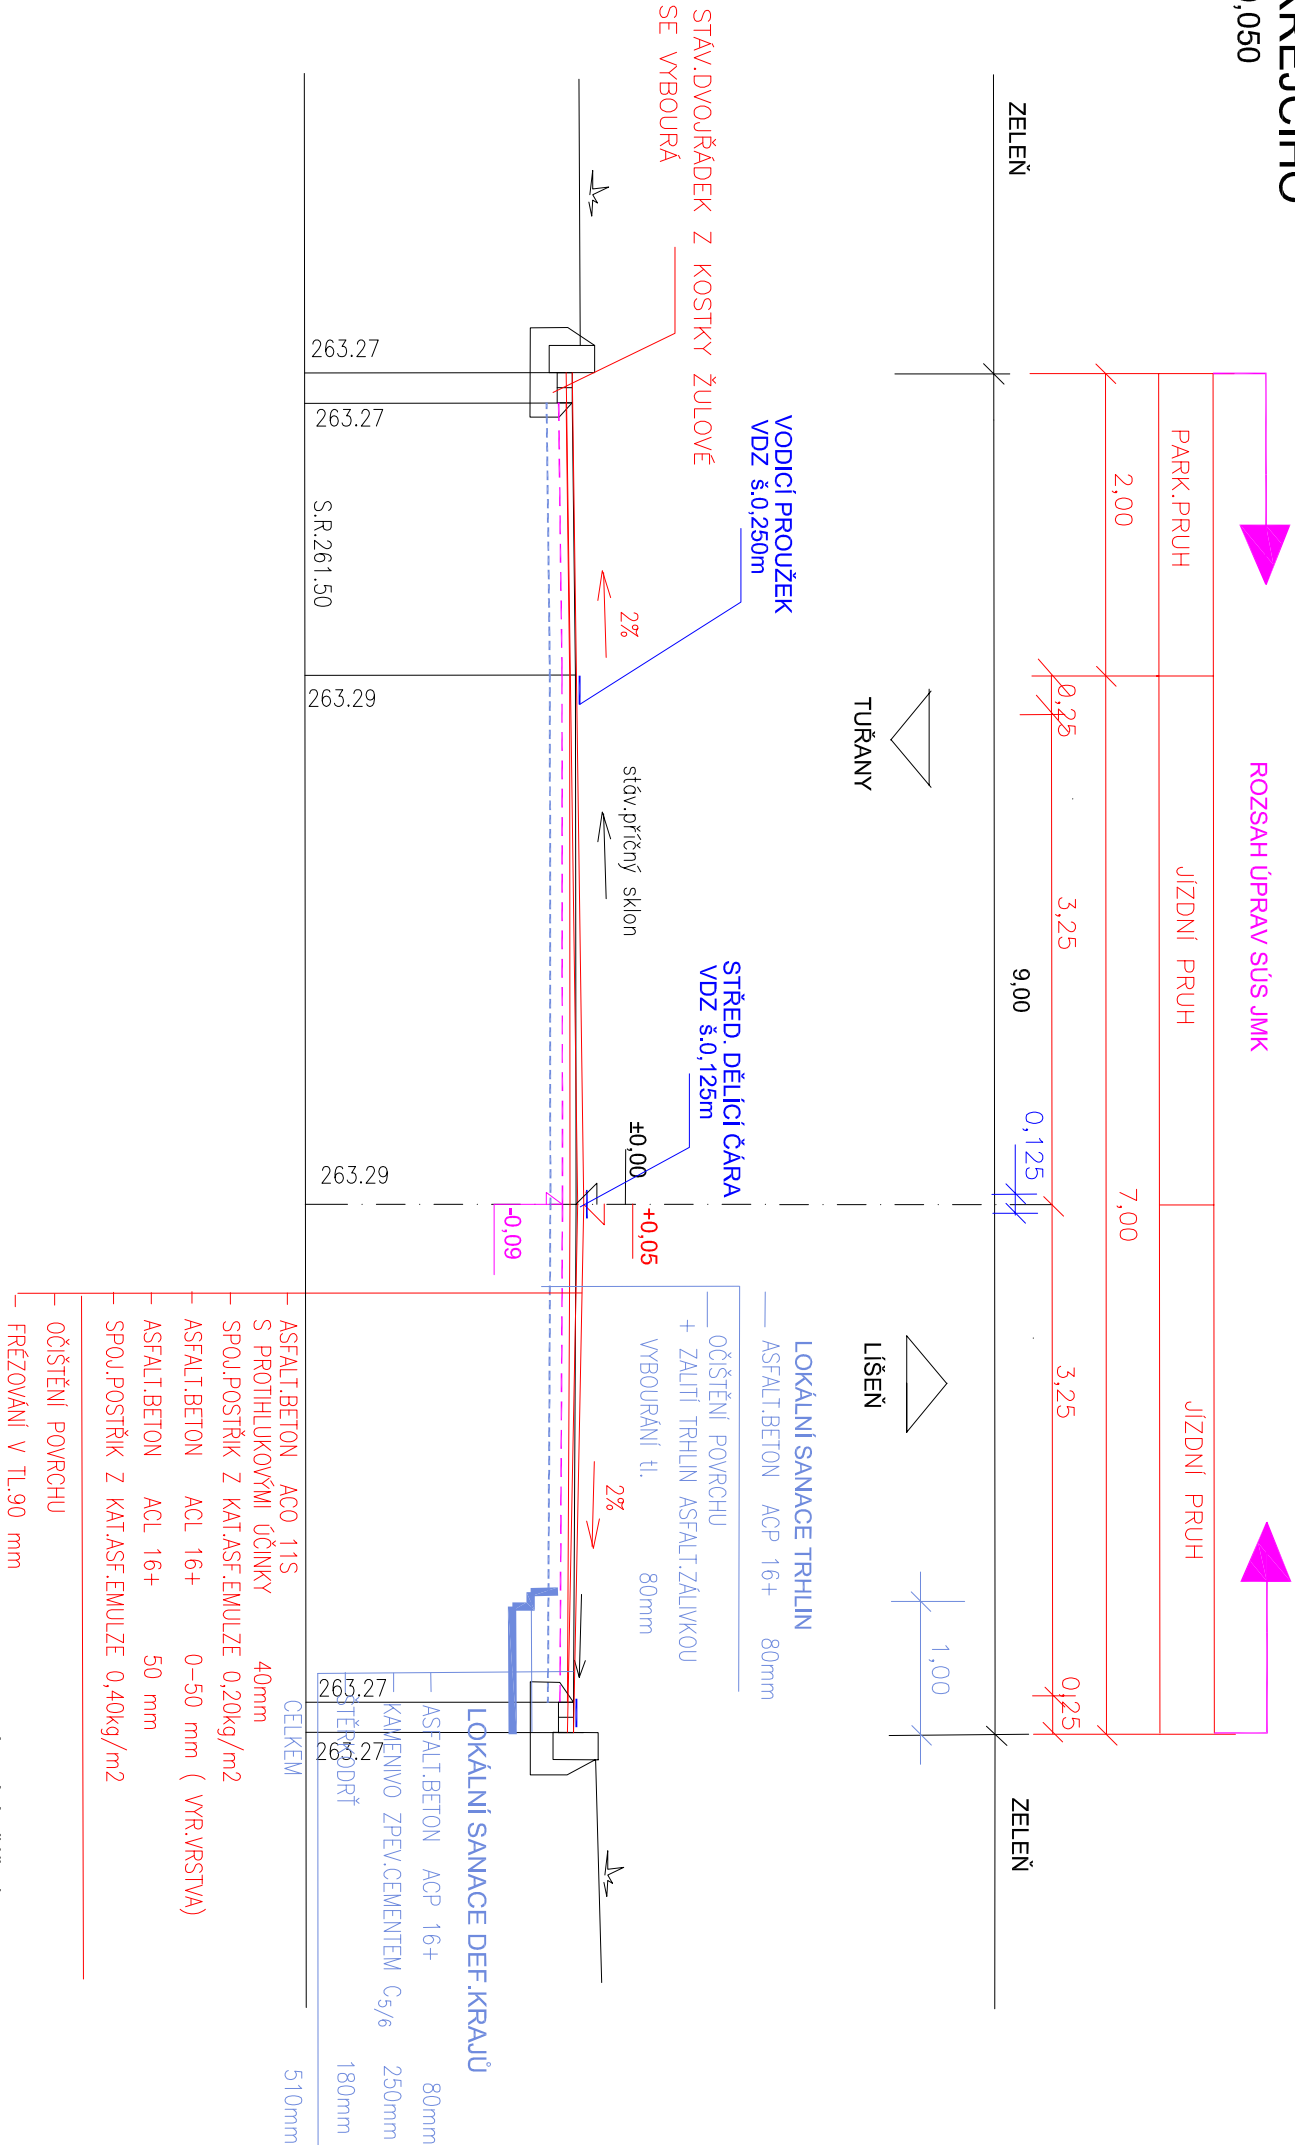 KREJČÍHO
0,050
ROZSAH ÚPRAV SÚS JMK
PARK.PRUH
JÍZDNÍ PRUH
JÍZDNÍ PRUH
2,00
7,00
0,25
3,25
3,25
0,25
0,125
ZELEŇ
9,00
ZELEŇ
1,00
TUŘANY
LÍŠEŇ
VODICÍ PROUŽEK
VDZ š.0,250m
STŘED. DĚLÍCÍ ČÁRA
VDZ š.0,125m
STÁV.DVOJŘÁDEK Z KOSTKY ŽULOVÉ
SE VYBOURÁ
LOKÁLNÍ SANACE TRHLIN
ASFALT.BETON ACP 16+ 80mm
OČIŠTĚNÍ POVRCHU
+ ZALITÍ TRHLIN ASFALT.ZÁLIVKOU
VYBOURÁNÍ tl. 80mm
2%
stáv.příčný sklon
±0,00
+0,05
2%
-0,09
263.27
263.27
S.R.261.50
263.29
263.29
263.27
263.27
LOKÁLNÍ SANACE DEF.KRAJŮ
ASFALT.BETON ACP 16+ 80mm
KAMENIVO ZPEV.CEMENTEM C5/6 250mm
ŠTĚRKODRŤ 180mm
CELKEM 510mm
ASFALT.BETON ACO 11S
S PROTIHLUKOVÝMI ÚČINKY 40mm
SPOJ.POSTŘIK Z KAT.ASF.EMULZE 0,20kg/m2
ASFALT.BETON ACL 16+ 0-50 mm ( VYR.VRSTVA)
ASFALT.BETON ACL 16+ 50 mm
SPOJ.POSTŘIK Z KAT.ASF.EMULZE 0,40kg/m2
OČIŠTĚNÍ POVRCHU
FRÉZOVÁNÍ V TL.90 mm